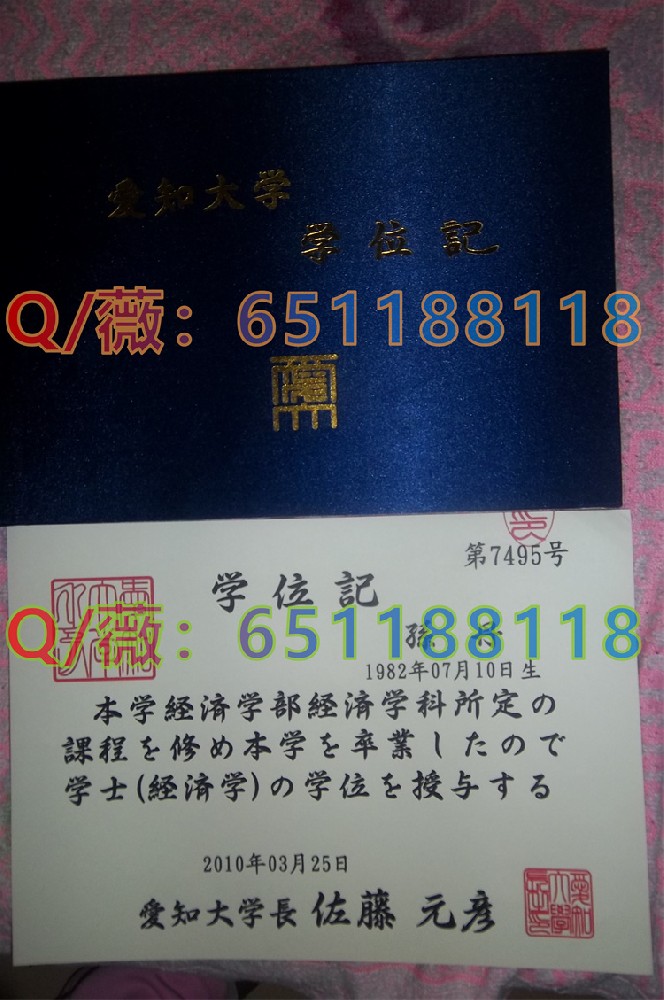 愛知大学
学位記
Q/薇：651188118
第7495号
学位記
孫
Q/薇：651188118
1982年07月10日生
本学経済学部経済学科所定の
課程を修め本学を卒業したので
学士(経済学)の学位を授与する
2010年03月25日
愛知大学長 佐藤 元彦